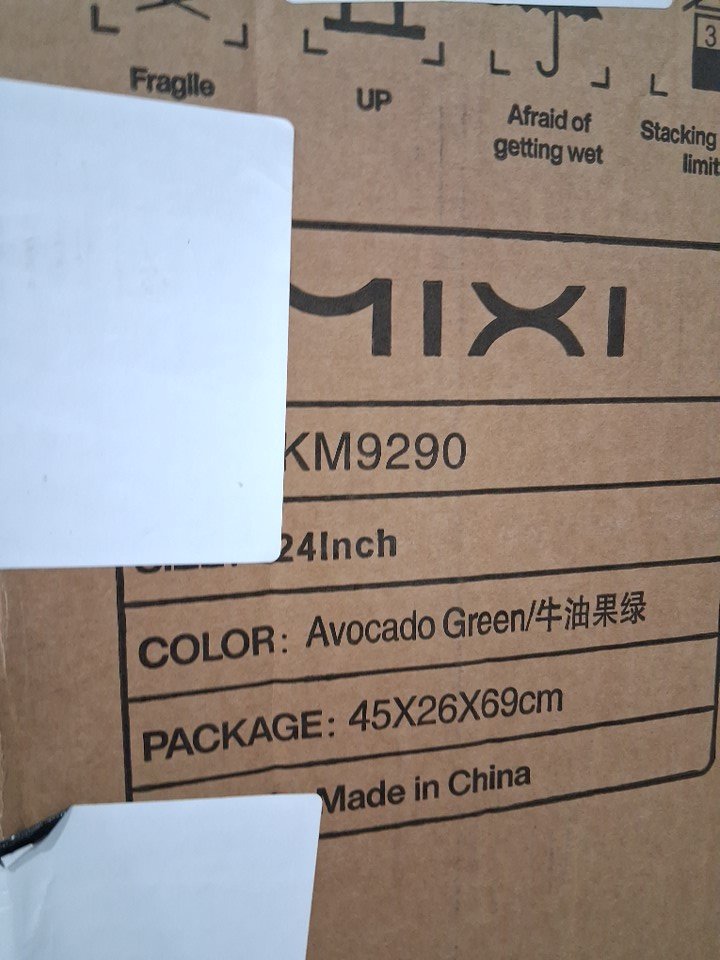 3
Fragile
UP
Afraid of
getting wet
Stacking
limit
MIXI
KM9290
24Inch
COLOR: Avocado Green/牛油果绿
PACKAGE: 45X26X69cm
Made in China